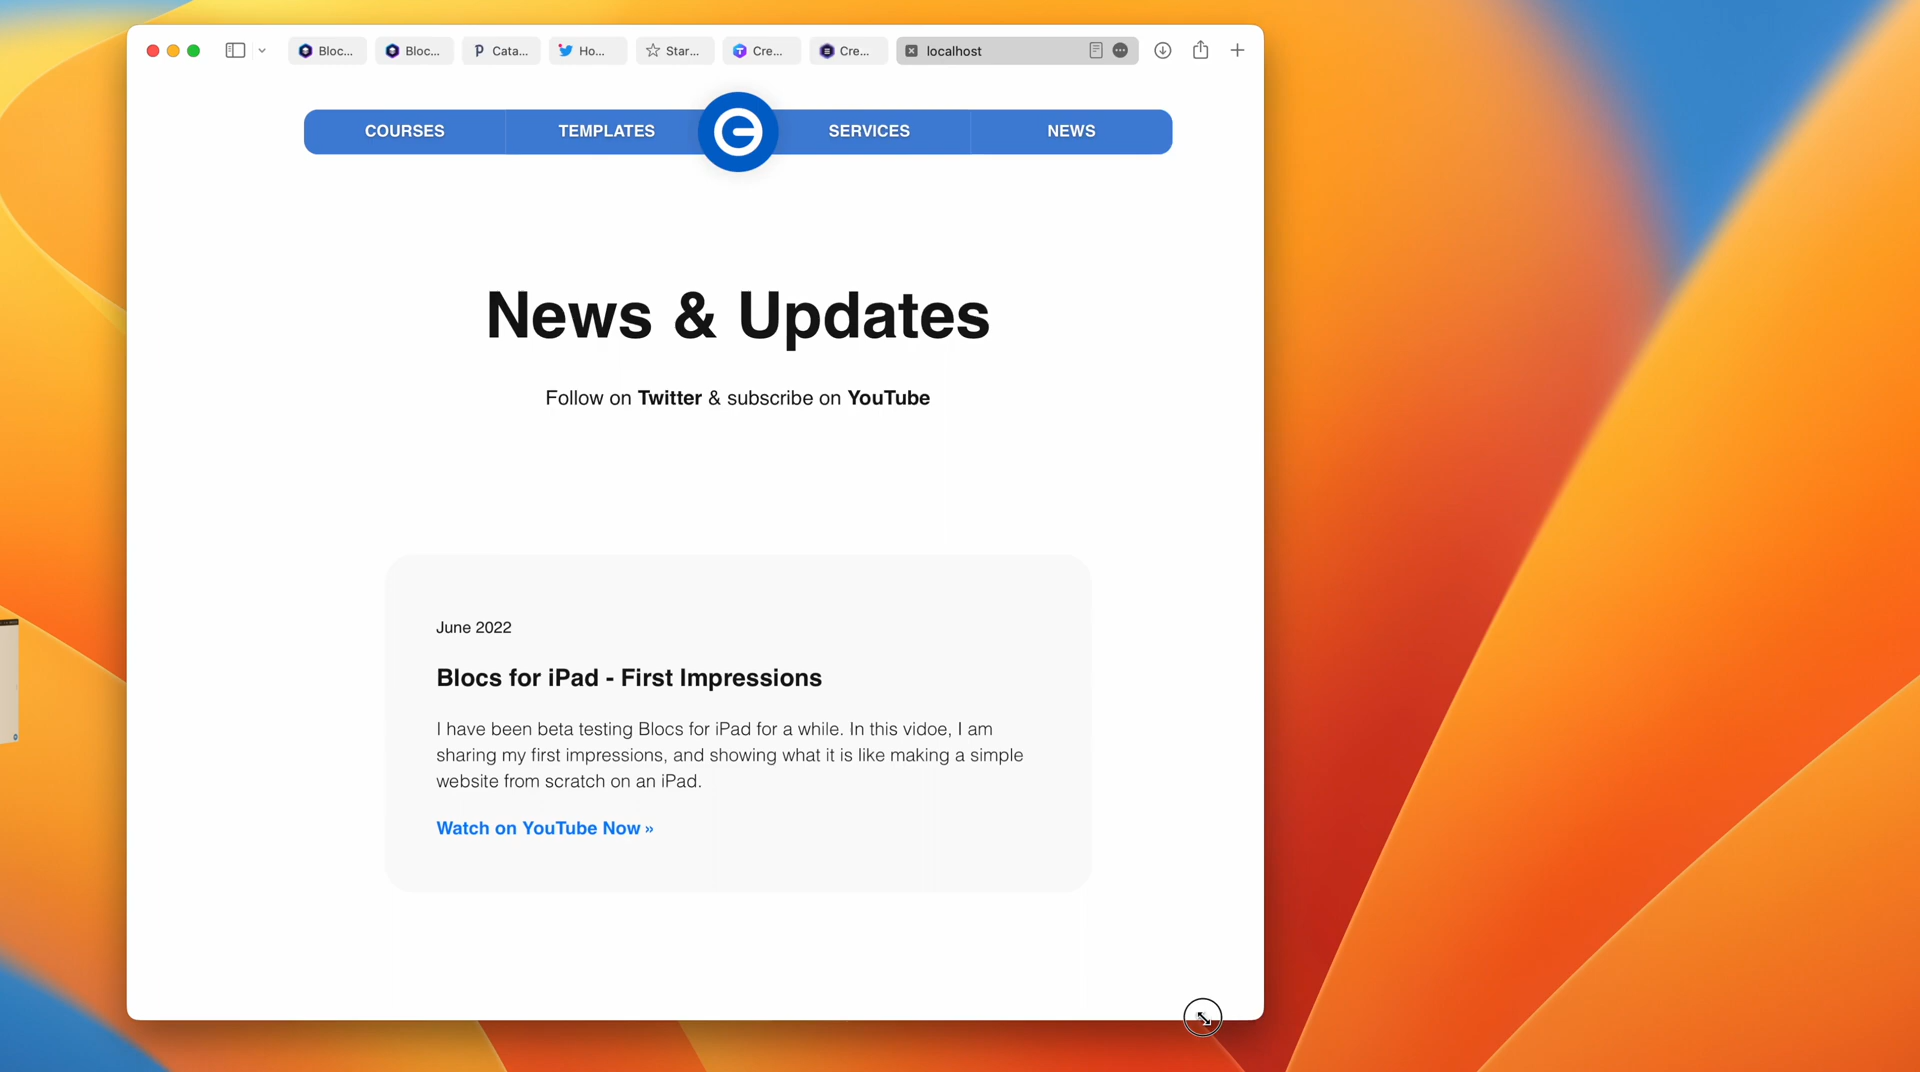 Bloc...
Bloc...
Cata...
Ho...
Star...
Cre...
Cre...
localhost
COURSES
TEMPLATES
SERVICES
NEWS
News & Updates
Follow on Twitter & subscribe on YouTube
June 2022
Blocs for iPad - First Impressions
I have been beta testing Blocs for iPad for a while. In this vidoe, I am
sharing my first impressions, and showing what it is like making a simple
website from scratch on an iPad.
Watch on YouTube Now »